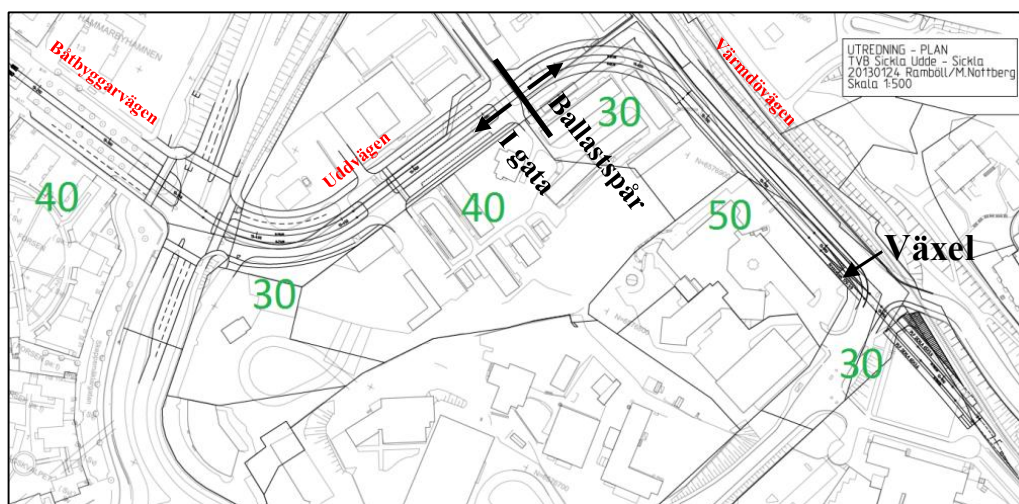 HAMMARBYHAMNEN
Båtbyggarvägen
Värmdövägen
UTREDNING - PLAN
TVB Sickla Udde - Sickla
20130124 Ramböll/M.Nottberg
Skala 1:500
Uddvägen
I gata
Ballastspår
30
40
40
50
Växel
30
30